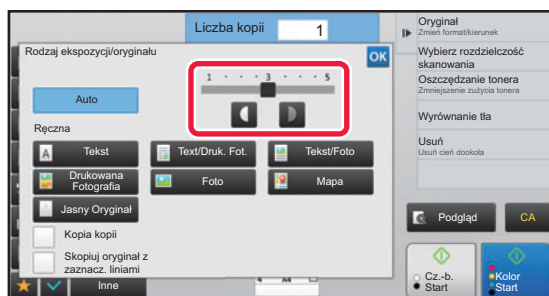 Liczba kopii 1
Rodzaj ekspozycji/oryginału
OK
1 · · · 3 · · · 5
Auto
Ręczna
A Tekst
Text/Druk. Fot.
Tekst/Foto
Drukowana
Fotografia
Foto
Mapa
Jasny Oryginał
Kopia kopii
Skopiuj oryginał z
zaznacz. liniami
Inne
A4
Oryginał
Zmień format/kierunek
Wybierz rozdzielczość
skanowania
Oszczędzanie tonera
Zmniejszenie zużycia tonera
Wyrównanie tła
Usuń
Usuń cień dookoła
Podgląd
CA
Cz.-b.
Start
Kolor
Start